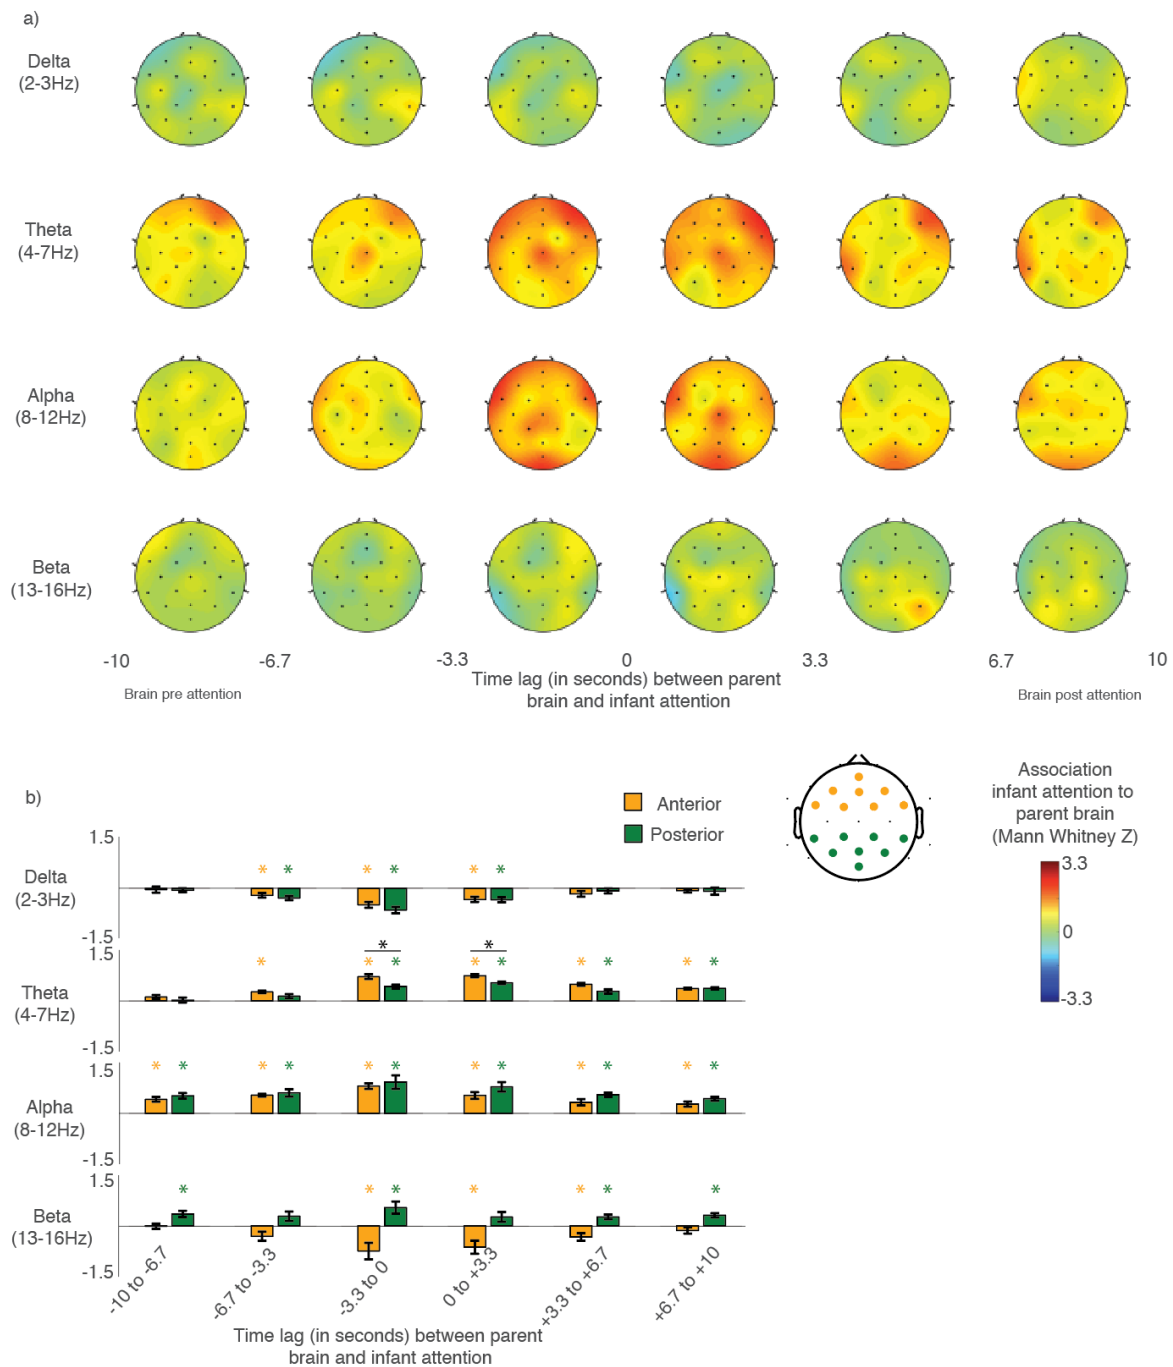 a)
Delta
(2-3Hz)
Theta
(4-7Hz)
Alpha
(8-12Hz)
Beta
(13-16Hz)
-10
-6.7
-3.3
0
3.3
6.7
10
Brain pre attention
Time lag (in seconds) between parent
brain and infant attention
Brain post attention
b)
Anterior
Posterior
Association
infant attention to
parent brain
(Mann Whitney Z)
3.3
0
-3.3
1.5
Delta
(2-3Hz)
-1.5
* * * * * *
1.5
Theta
(4-7Hz)
-1.5
* *
* * * * * * * * *
1.5
Alpha
(8-12Hz)
-1.5
* * * * * * * * * * * *
1.5
Beta
(13-16Hz)
-1.5
* * * * * * *
-10 to -6.7
-6.7 to -3.3
-3.3 to 0
0 to +3.3
+3.3 to +6.7
+6.7 to +10
Time lag (in seconds) between parent
brain and infant attention